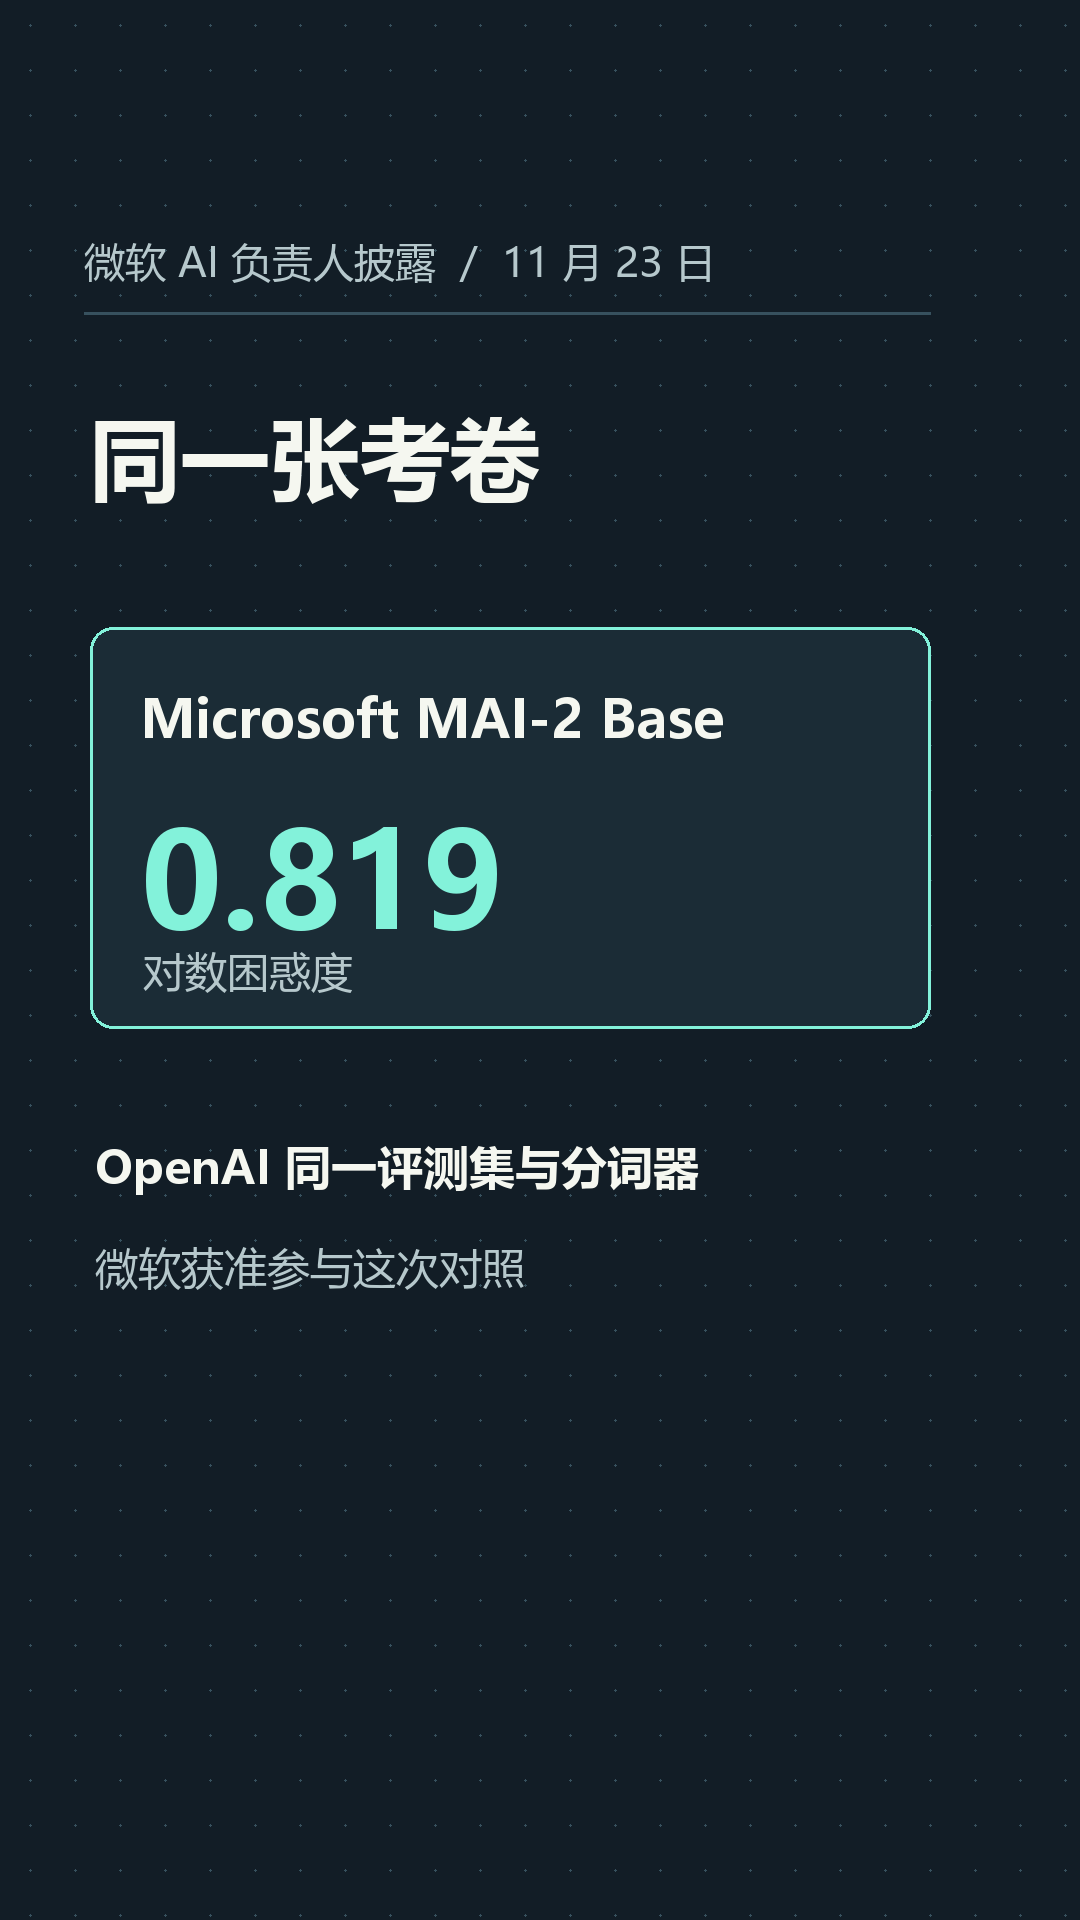 微软 AI 负责人披露 / 11 月 23 日
同一张考卷
Microsoft MAI-2 Base
0.819
对数困惑度
OpenAI 同一评测集与分词器
微软获准参与这次对照